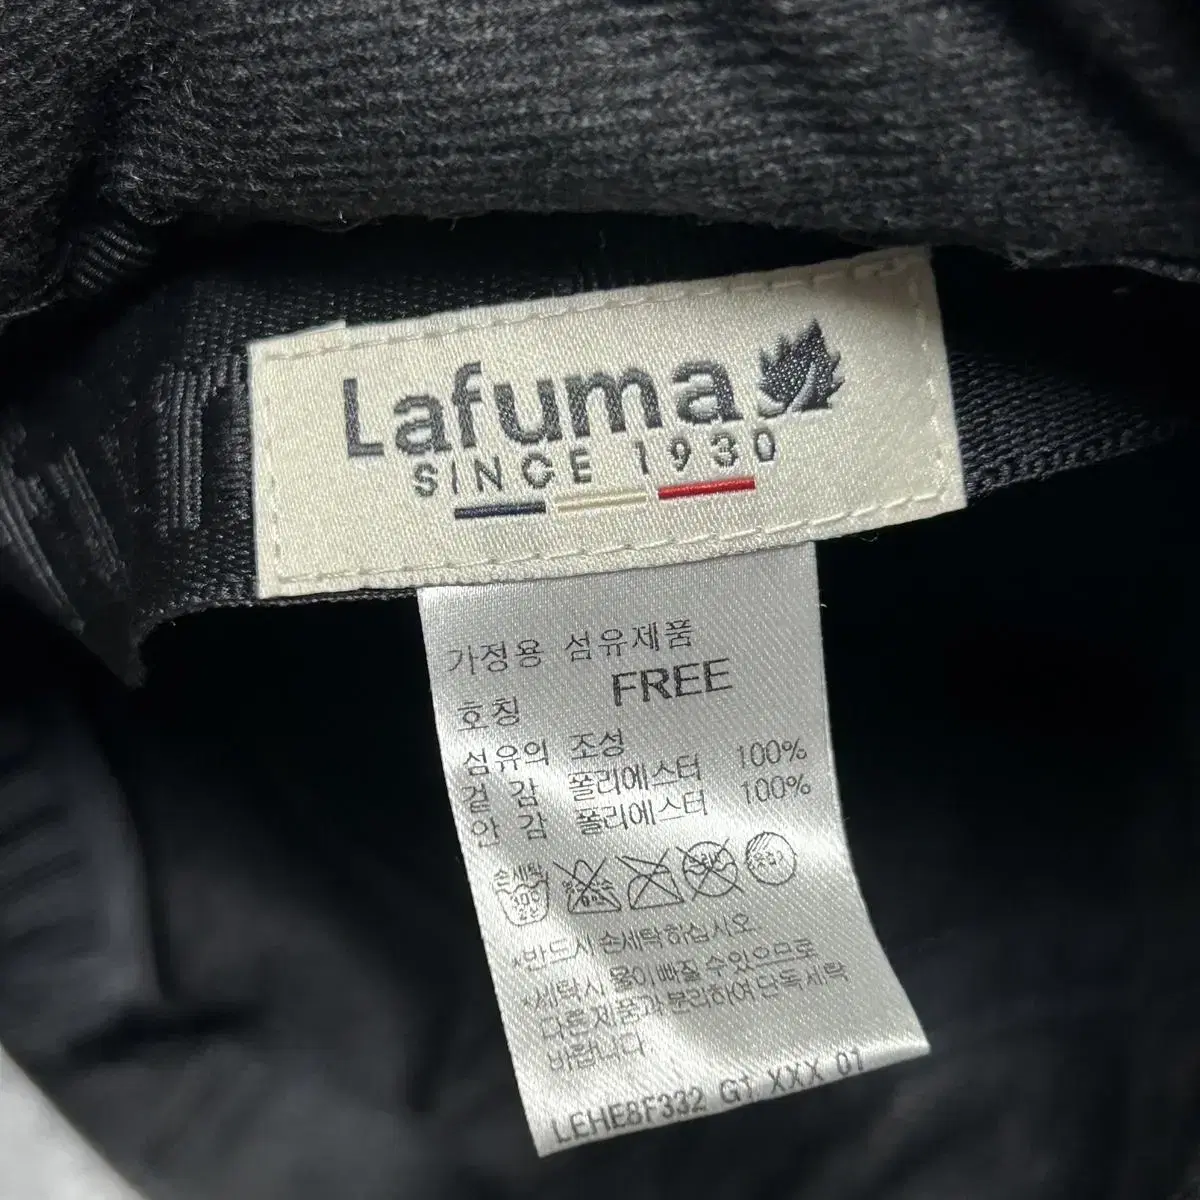 Lafuma
SINCE 1930
가정용 섬유제품
호칭 FREE
섬유의 조성
겉 감 폴리에스터 100%
안 감 폴리에스터 100%
손세탁
30℃
*반드시 손세탁하십시오.
*세탁시 물이빠질 수있으므로
다른제품과 분리하여 단독세탁
바랍니다
LEHE8F332 G1 XXX 01